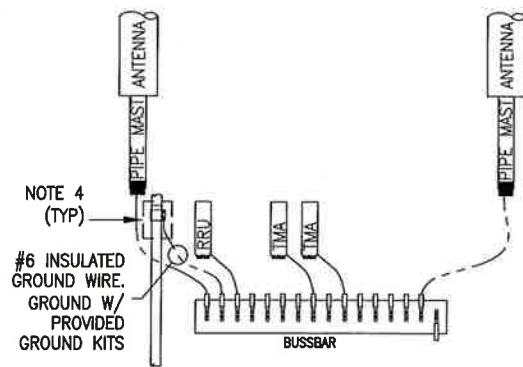 ANTENNA
ANTENNA
PIPE MAST
PIPE MAST
NOTE 4
(TYP)
RRU
TMA
TMA
#6 INSULATED
GROUND WIRE.
GROUND W/
PROVIDED
GROUND KITS
BUSSBAR